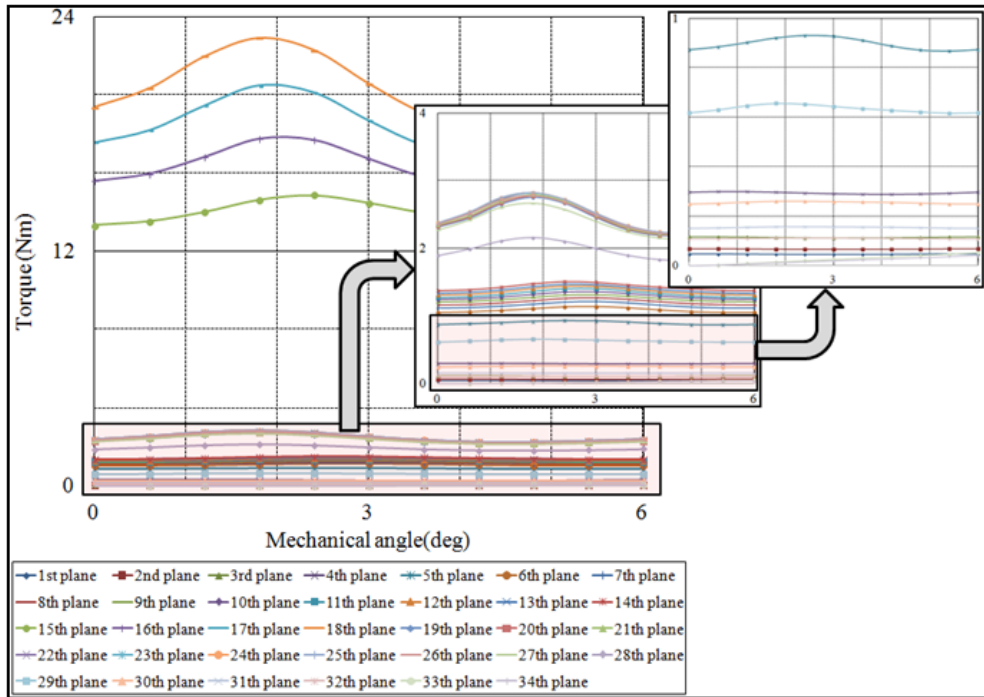 24
12
0
Torque(Nm)
0 3 6
Mechanical angle(deg)
4
2
0
0 3 6
1
0
0 3 6
1st plane 2nd plane 3rd plane 4th plane 5th plane 6th plane 7th plane
8th plane 9th plane 10th plane 11th plane 12th plane 13th plane 14th plane
15th plane 16th plane 17th plane 18th plane 19th plane 20th plane 21th plane
22th plane 23th plane 24th plane 25th plane 26th plane 27th plane 28th plane
29th plane 30th plane 31th plane 32th plane 33th plane 34th plane